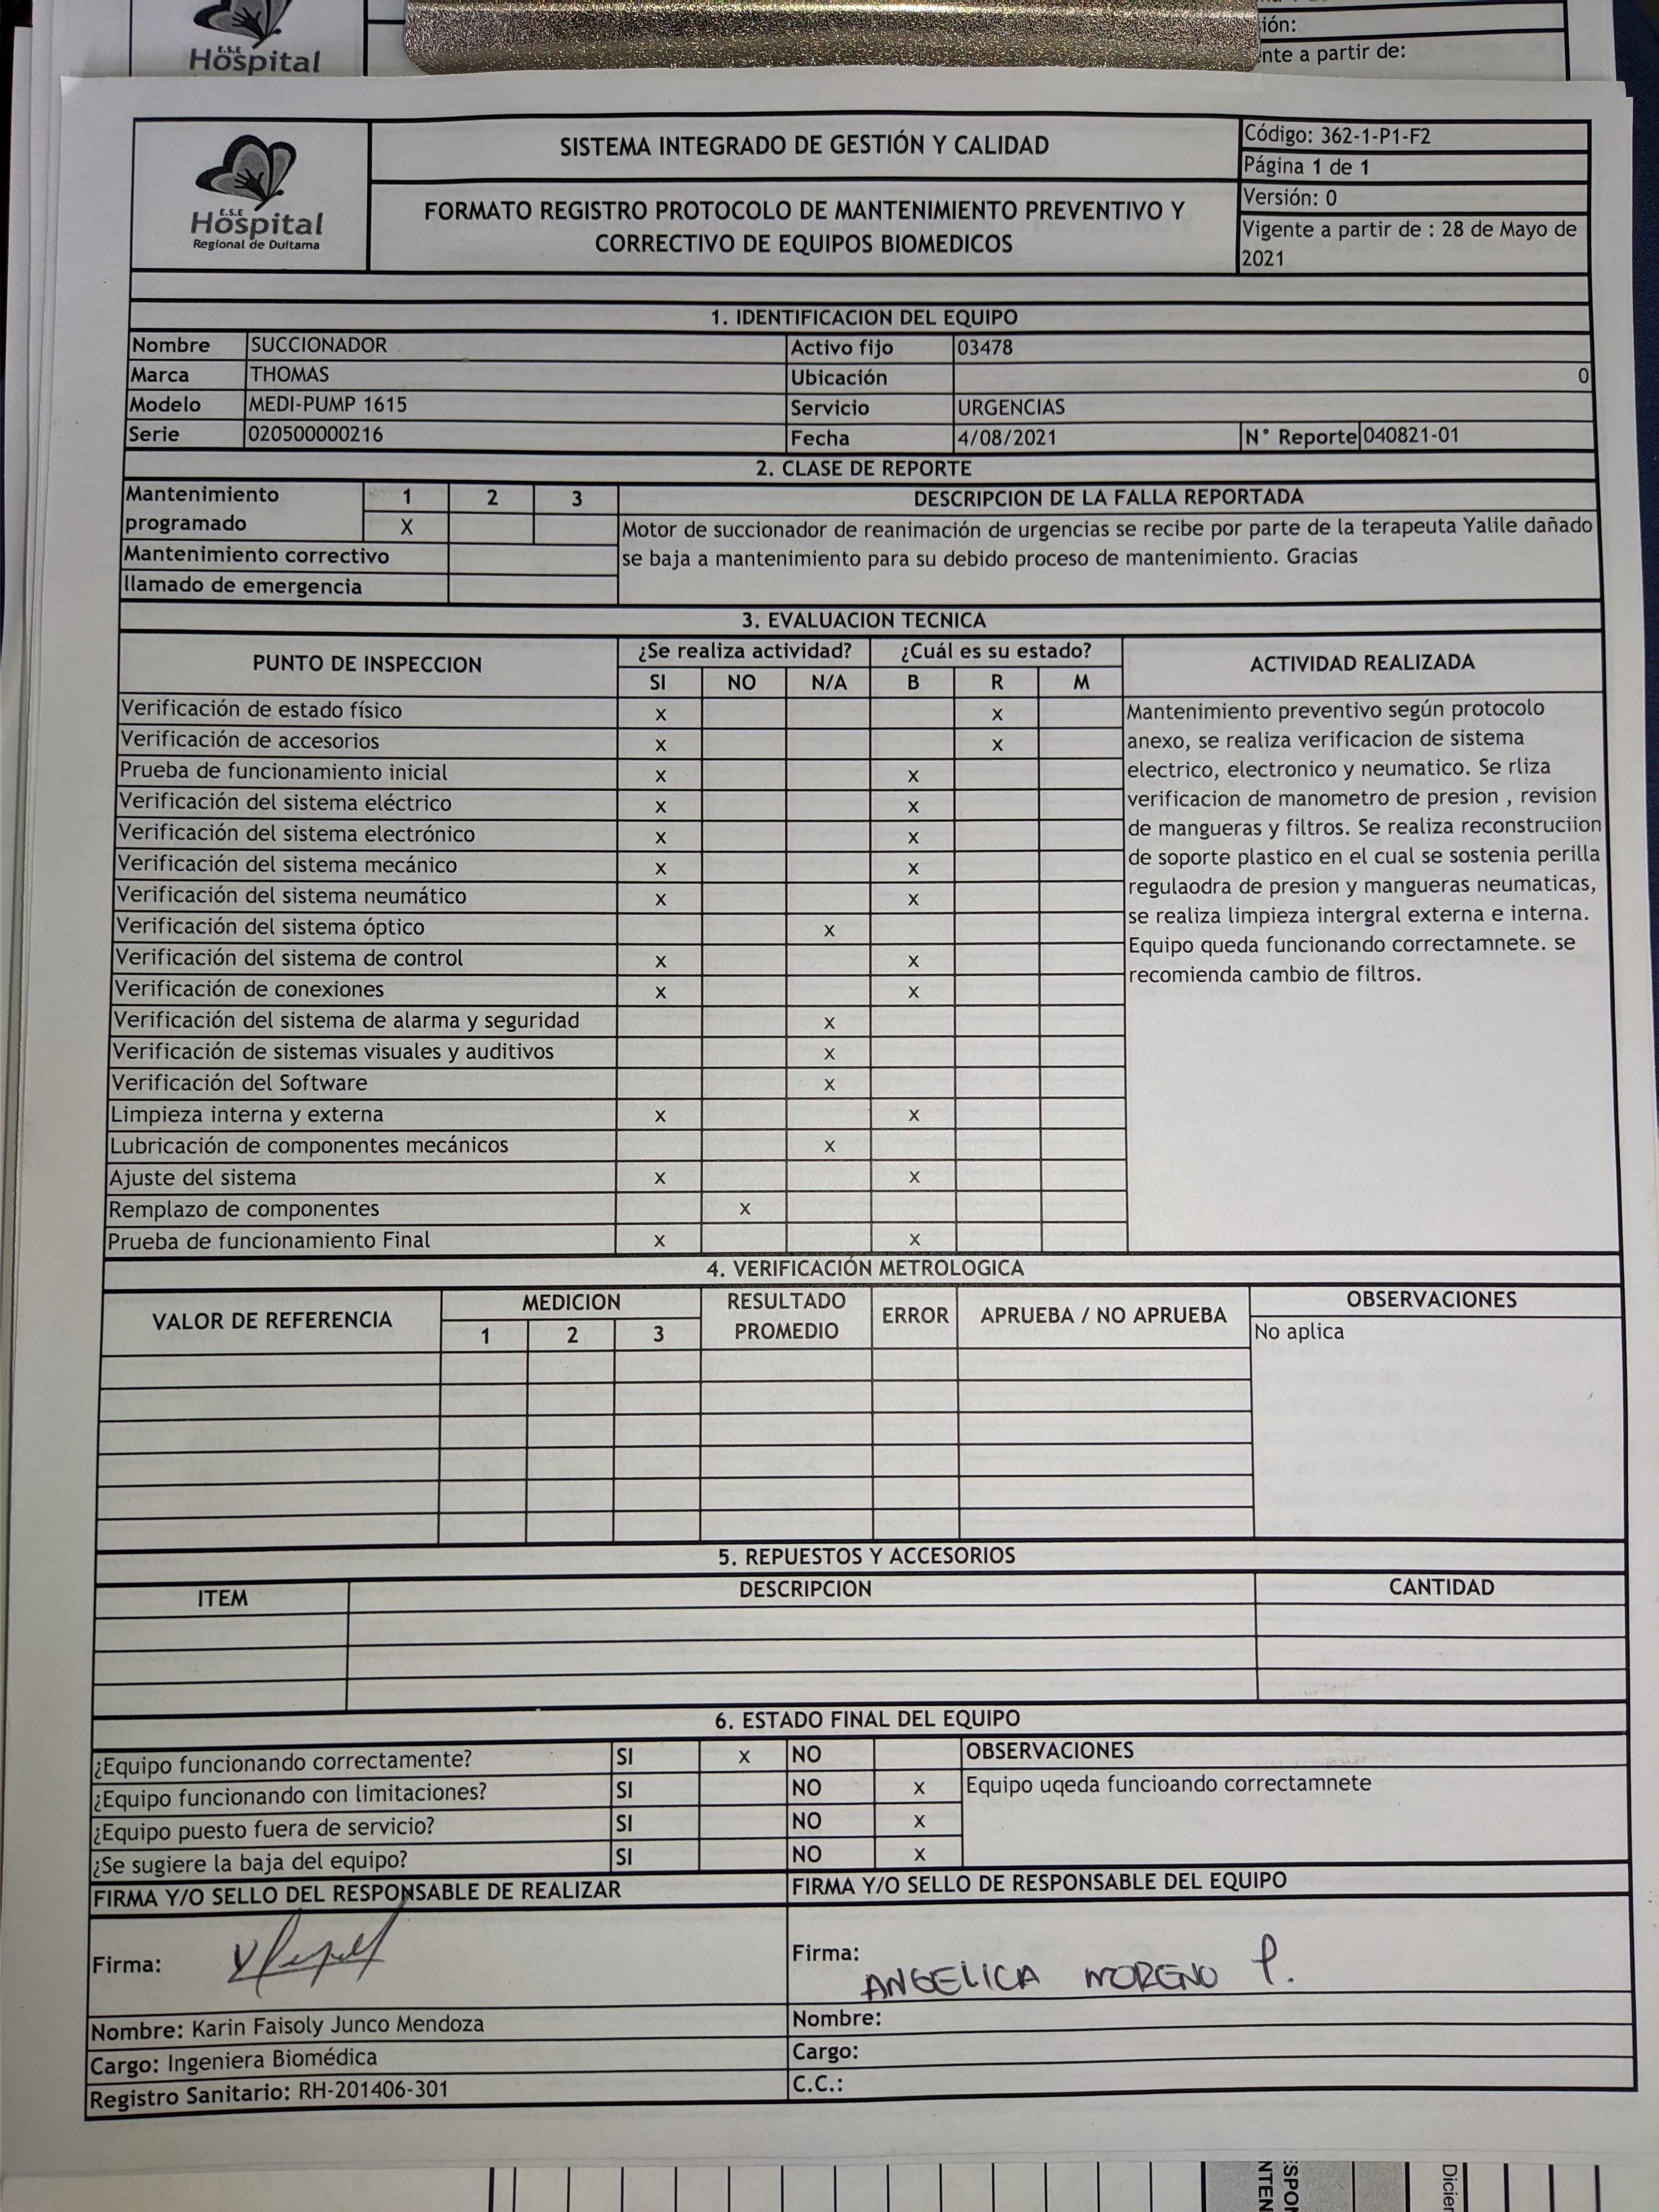 E.S.E
Hospital
ión:
nte a partir de:
E.S.E
Hospital
Regional de Duitama
SISTEMA INTEGRADO DE GESTIÓN Y CALIDAD
FORMATO REGISTRO PROTOCOLO DE MANTENIMIENTO PREVENTIVO Y
CORRECTIVO DE EQUIPOS BIOMEDICOS
Código: 362-1-P1-F2
Página 1 de 1
Versión: 0
Vigente a partir de : 28 de Mayo de
2021
1. IDENTIFICACION DEL EQUIPO
Nombre SUCCIONADOR Activo fijo 03478
Marca THOMAS Ubicación 0
Modelo MEDI-PUMP 1615 Servicio URGENCIAS
Serie 020500000216 Fecha 4/08/2021 N° Reporte 040821-01
2. CLASE DE REPORTE
Mantenimiento programado 1 2 3
X
Mantenimiento correctivo
llamado de emergencia
DESCRIPCION DE LA FALLA REPORTADA
Motor de succionador de reanimación de urgencias se recibe por parte de la terapeuta Yalile dañado
se baja a mantenimiento para su debido proceso de mantenimiento. Gracias
3. EVALUACION TECNICA
PUNTO DE INSPECCION ¿Se realiza actividad? ¿Cuál es su estado? ACTIVIDAD REALIZADA
SI NO N/A B R M
Verificación de estado físico x x
Verificación de accesorios x x
Prueba de funcionamiento inicial x x
Verificación del sistema eléctrico x x
Verificación del sistema electrónico x x
Verificación del sistema mecánico x x
Verificación del sistema neumático x x
Verificación del sistema óptico x
Verificación del sistema de control x x
Verificación de conexiones x x
Verificación del sistema de alarma y seguridad x
Verificación de sistemas visuales y auditivos x
Verificación del Software x
Limpieza interna y externa x x
Lubricación de componentes mecánicos x
Ajuste del sistema x x
Remplazo de componentes x
Prueba de funcionamiento Final x x
Mantenimiento preventivo según protocolo
anexo, se realiza verificacion de sistema
electrico, electronico y neumatico. Se rliza
verificacion de manometro de presion , revision
de mangueras y filtros. Se realiza reconstruciion
de soporte plastico en el cual se sostenia perilla
regulaodra de presion y mangueras neumaticas,
se realiza limpieza intergral externa e interna.
Equipo queda funcionando correctamnete. se
recomienda cambio de filtros.
4. VERIFICACIÓN METROLOGICA
VALOR DE REFERENCIA MEDICION RESULTADO PROMEDIO ERROR APRUEBA / NO APRUEBA OBSERVACIONES
1 2 3
No aplica
5. REPUESTOS Y ACCESORIOS
ITEM DESCRIPCION CANTIDAD
6. ESTADO FINAL DEL EQUIPO
¿Equipo funcionando correctamente? SI x NO
¿Equipo funcionando con limitaciones? SI NO x
¿Equipo puesto fuera de servicio? SI NO x
¿Se sugiere la baja del equipo? SI NO x
OBSERVACIONES
Equipo uqeda funcioando correctamnete
FIRMA Y/O SELLO DEL RESPONSABLE DE REALIZAR
Firma:
Nombre: Karin Faisoly Junco Mendoza
Cargo: Ingeniera Biomédica
Registro Sanitario: RH-201406-301
FIRMA Y/O SELLO DE RESPONSABLE DEL EQUIPO
Firma: ANGELICA MORENO P.
Nombre:
Cargo:
C.C.:
SPO
NTEN
Dicier